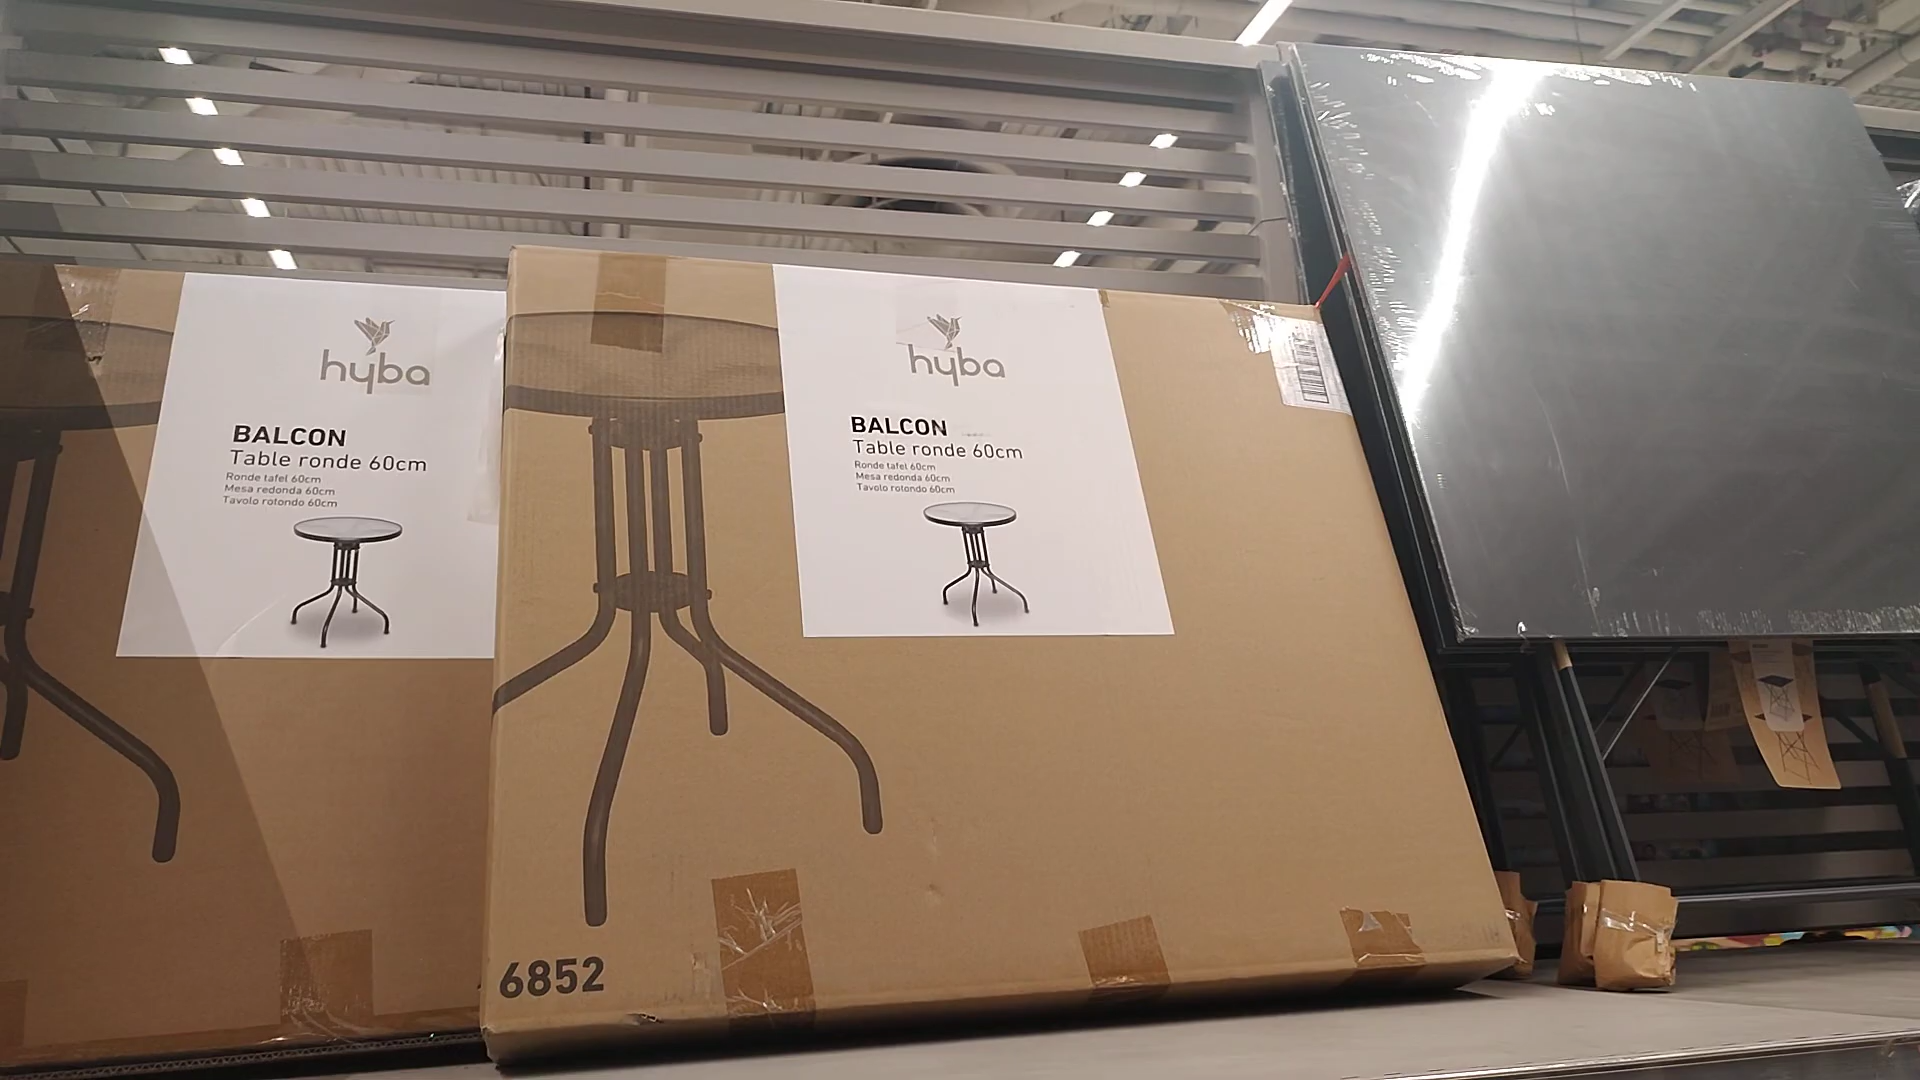 hyba
BALCON
Table ronde 60cm
Ronde tafel 60cm
Mesa redonda 60cm
Tavolo rotondo 60cm
hyba
BALCON
Table ronde 60cm
Ronde tafel 60cm
Mesa redonda 60cm
Tavolo rotondo 60cm
6852